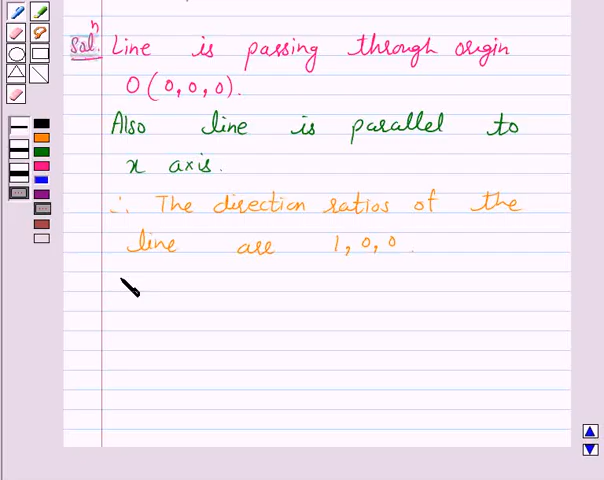 Solⁿ. Line is passing through origin
O(0,0,0).
Also line is parallel to
x axis.
∴ The direction ratios of the
line are 1, 0, 0.